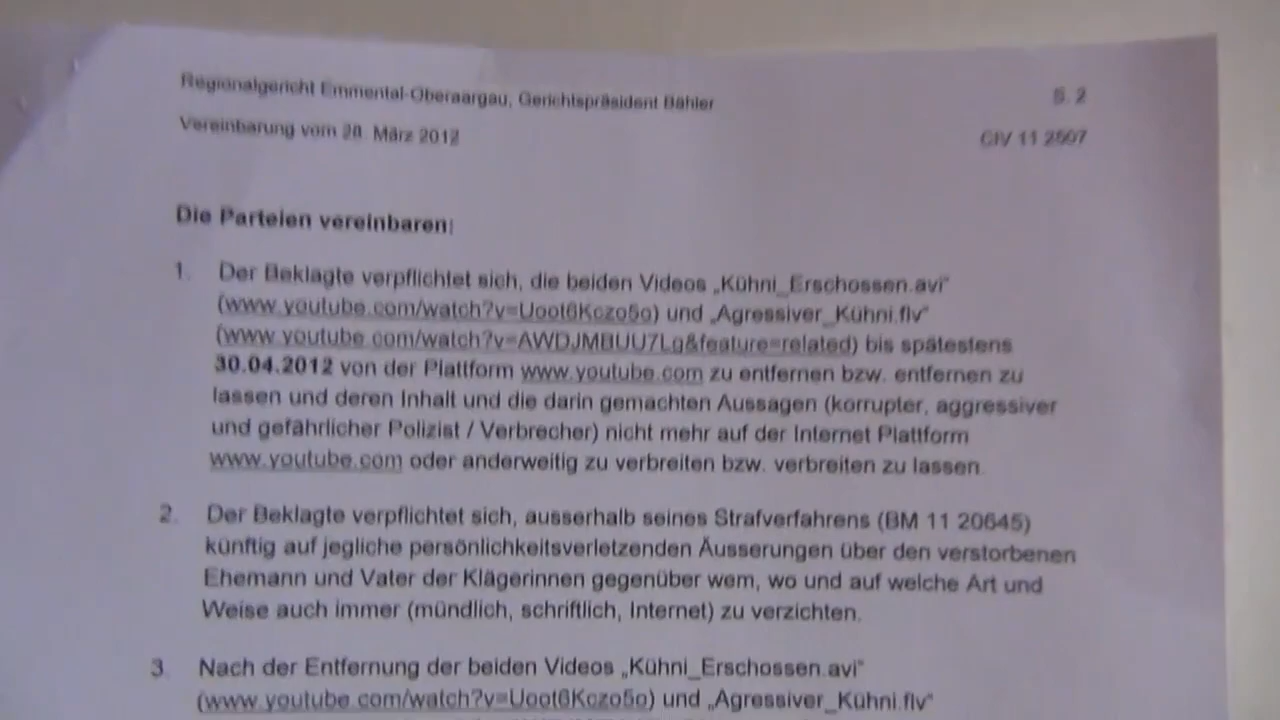 Regionalgericht Emmental-Oberaargau, Gerichtspräsident Bähler
S. 2
Vereinbarung vom 28. März 2012
CIV 11 2607
Die Parteien vereinbaren:
1. Der Beklagte verpflichtet sich, die beiden Videos „Kühni_Erschossen.avi“
(www.youtube.com/watch?v=Uoot6Kczo5o) und „Agressiver_Kühni.flv“
(www.youtube.com/watch?v=AWDJMBUU7Lg&feature=related) bis spätestens
30.04.2012 von der Plattform www.youtube.com zu entfernen bzw. entfernen zu
lassen und deren Inhalt und die darin gemachten Aussagen (korrupter, aggressiver
und gefährlicher Polizist / Verbrecher) nicht mehr auf der Internet Plattform
www.youtube.com oder anderweitig zu verbreiten bzw. verbreiten zu lassen.
2. Der Beklagte verpflichtet sich, ausserhalb seines Strafverfahrens (BM 11 20645)
künftig auf jegliche persönlichkeitsverletzenden Äusserungen über den verstorbenen
Ehemann und Vater der Klägerinnen gegenüber wem, wo und auf welche Art und
Weise auch immer (mündlich, schriftlich, Internet) zu verzichten.
3. Nach der Entfernung der beiden Videos „Kühni_Erschossen.avi“
(www.youtube.com/watch?v=Uoot6Kczo5o) und „Agressiver_Kühni.flv“